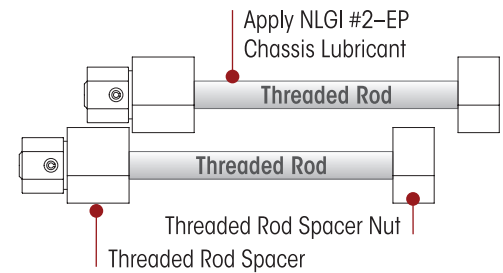 Apply NLGI #2–EP
Chassis Lubricant
Threaded Rod
Threaded Rod
Threaded Rod Spacer Nut
Threaded Rod Spacer